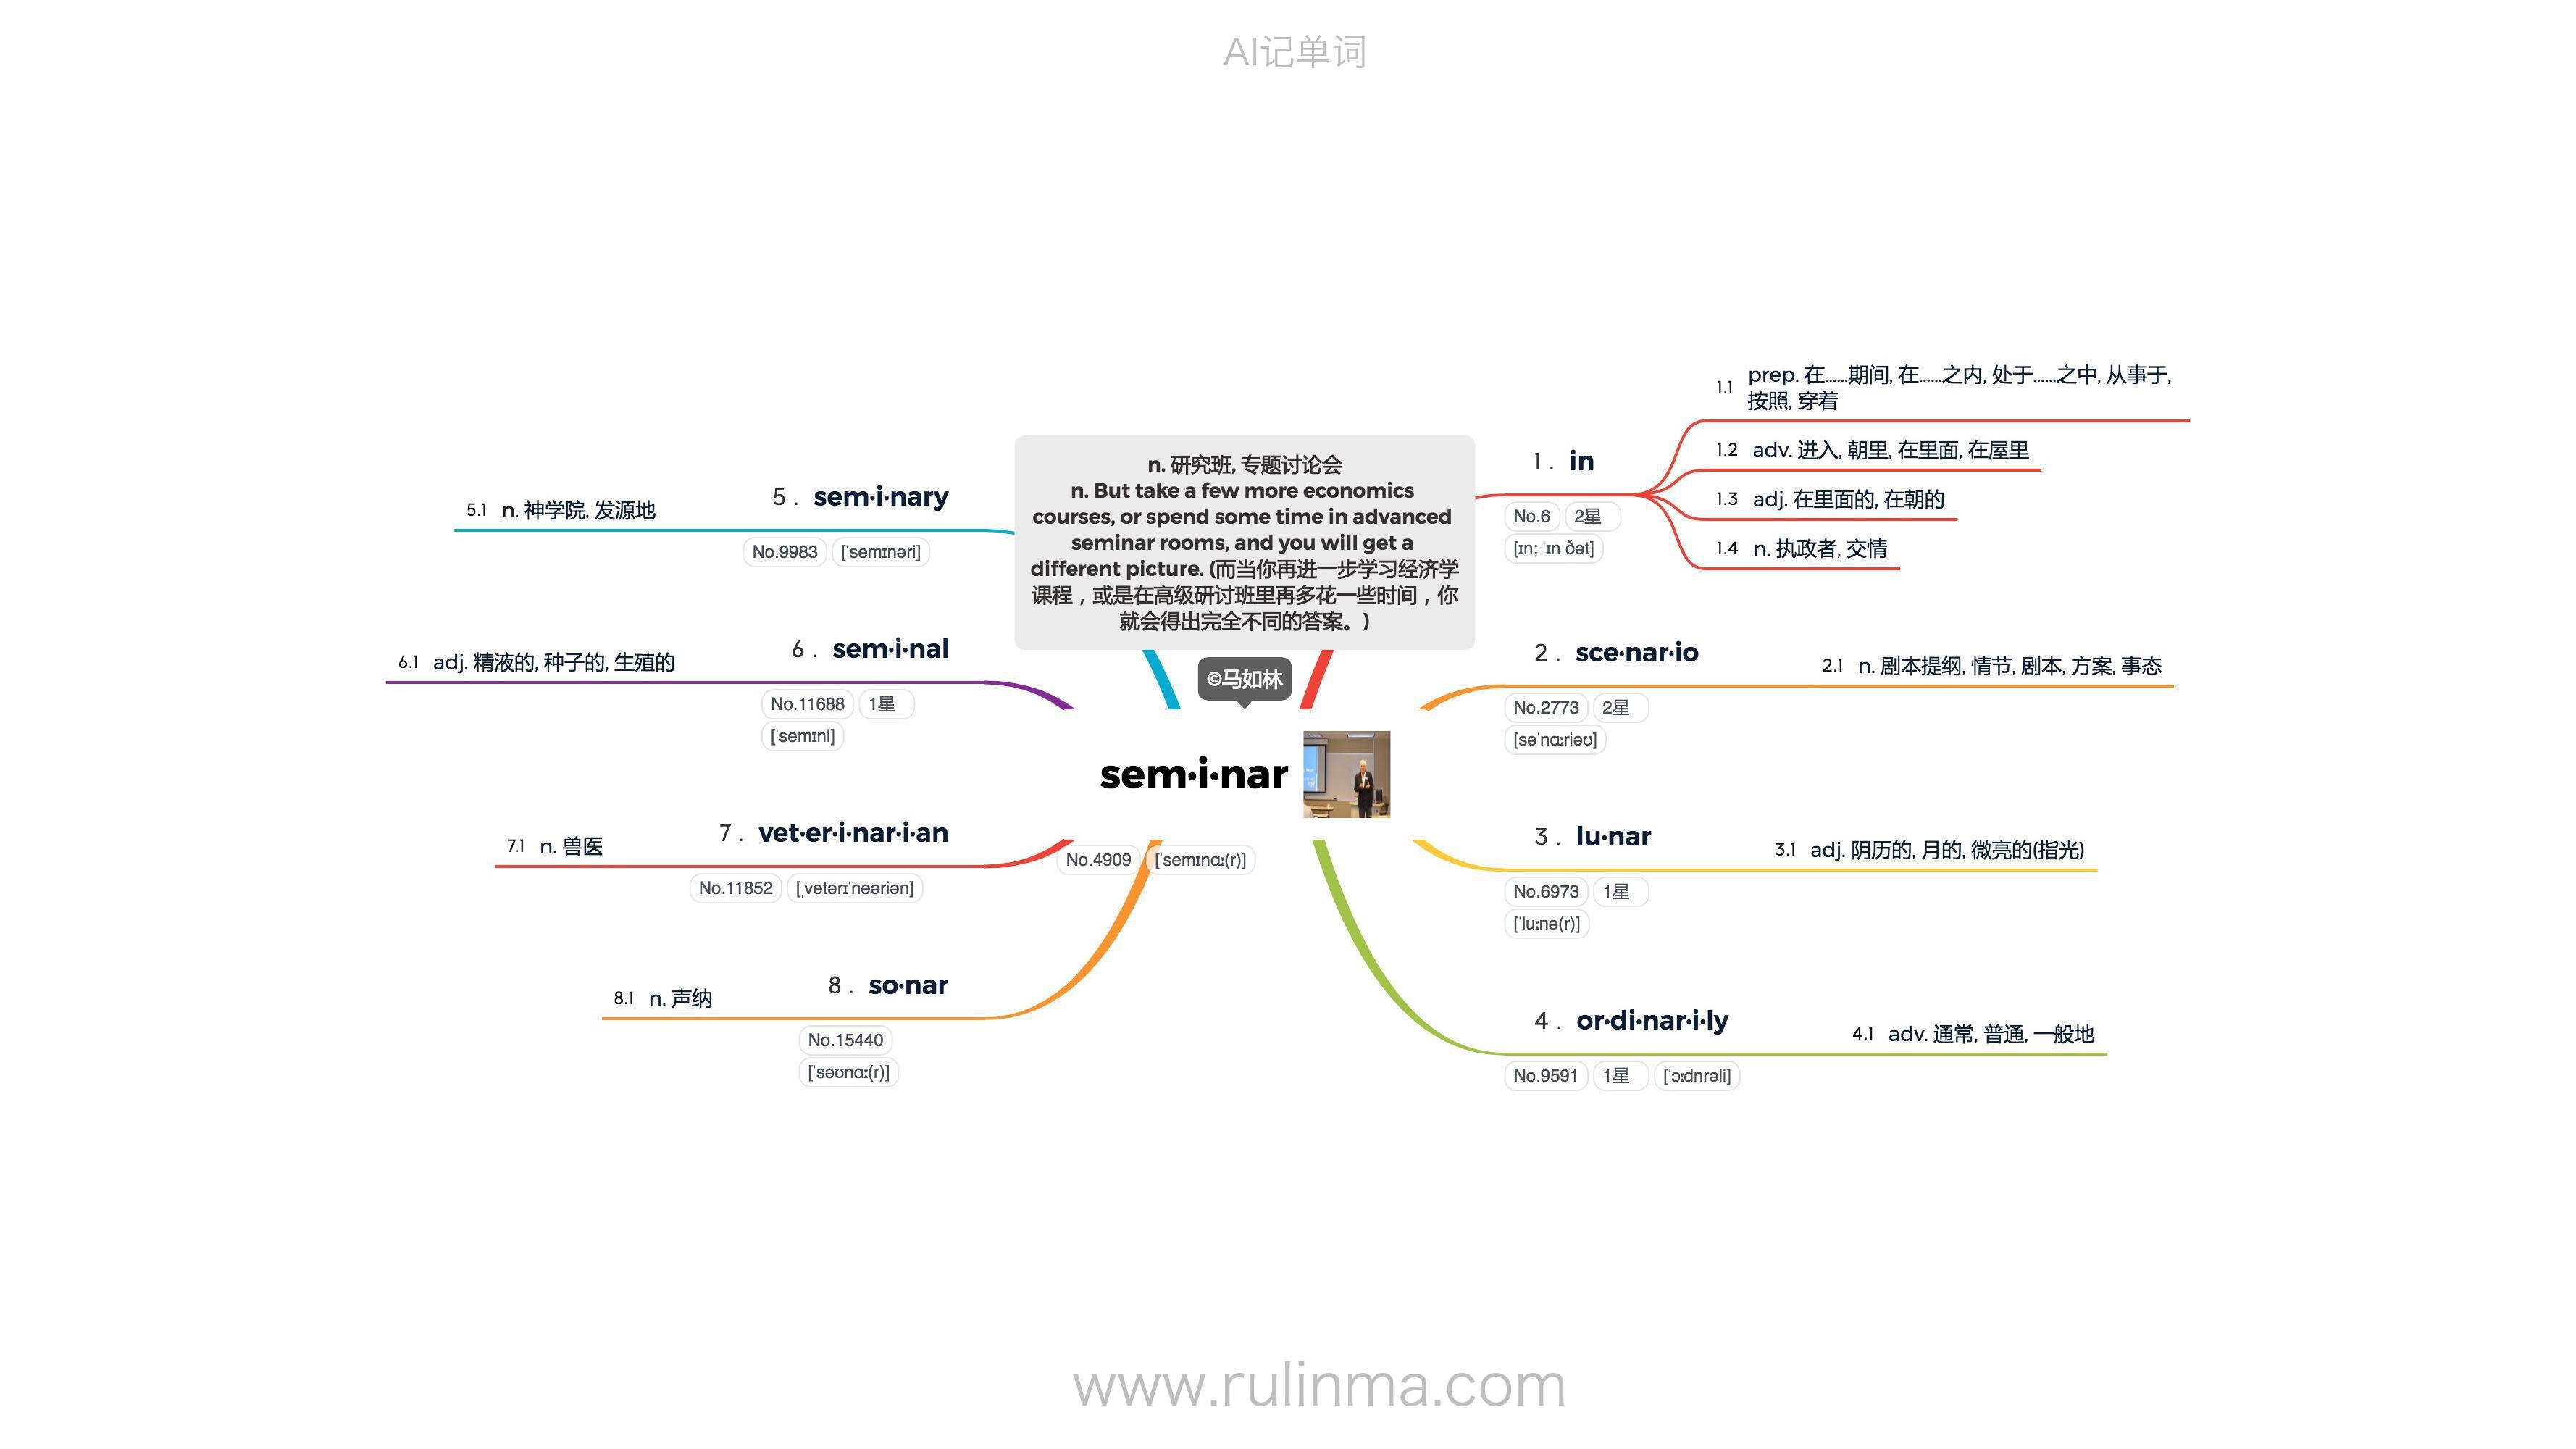 AI记单词
n. 研究班, 专题讨论会
n. But take a few more economics
courses, or spend some time in advanced
seminar rooms, and you will get a
different picture. (而当你再进一步学习经济学
课程，或是在高级研讨班里再多花一些时间，你
就会得出完全不同的答案。)
©马如林
sem·i·nar
No.4909 [ˈsemɪnɑː(r)]
1. in
No.6 2星
[ɪn; ˈɪn ðət]
1.1 prep. 在……期间, 在……之内, 处于……之中, 从事于,
按照, 穿着
1.2 adv. 进入, 朝里, 在里面, 在屋里
1.3 adj. 在里面的, 在朝的
1.4 n. 执政者, 交情
2. sce·nar·io
No.2773 2星
[səˈnɑːriəʊ]
2.1 n. 剧本提纲, 情节, 剧本, 方案, 事态
3. lu·nar
No.6973 1星
[ˈluːnə(r)]
3.1 adj. 阴历的, 月的, 微亮的(指光)
4. or·di·nar·i·ly
No.9591 1星 [ˈɔːdnrəli]
4.1 adv. 通常, 普通, 一般地
5. sem·i·nary
No.9983 [ˈsemɪnəri]
5.1 n. 神学院, 发源地
6. sem·i·nal
No.11688 1星
[ˈsemɪnl]
6.1 adj. 精液的, 种子的, 生殖的
7. vet·er·i·nar·i·an
No.11852 [ˌvetərɪˈneəriən]
7.1 n. 兽医
8. so·nar
No.15440
[ˈsəʊnɑː(r)]
8.1 n. 声纳
www.rulinma.com